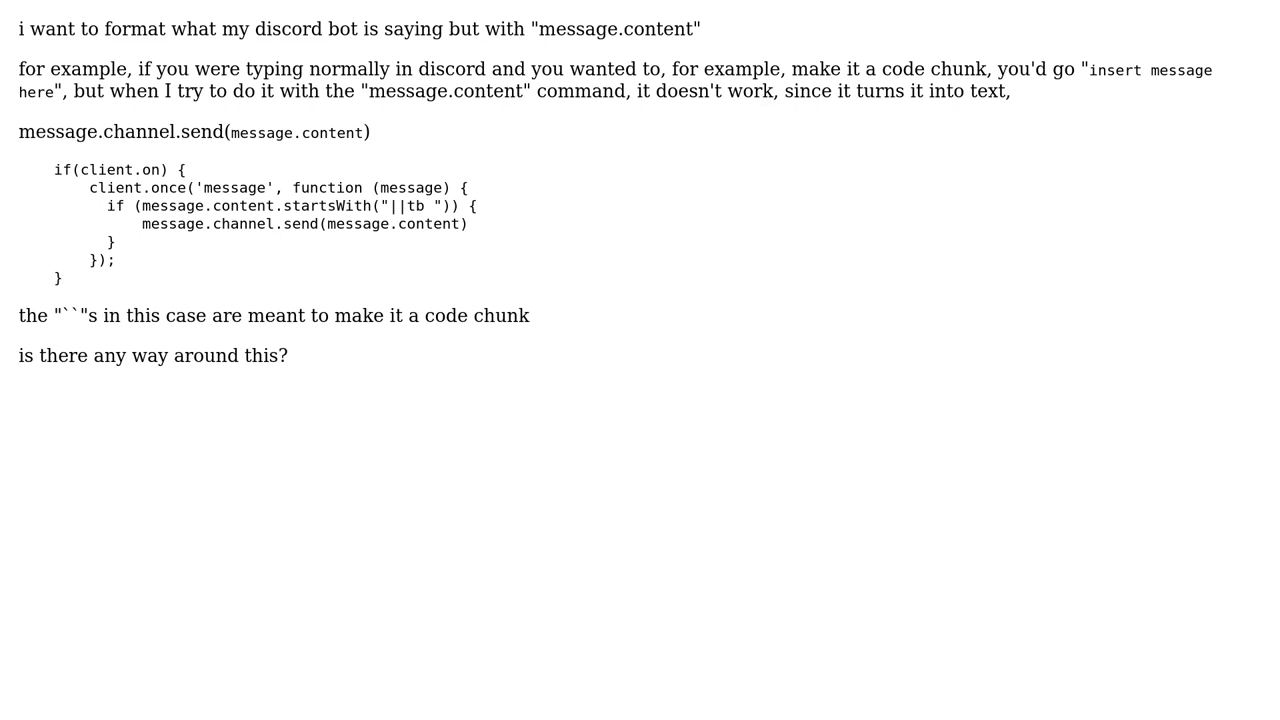 i want to format what my discord bot is saying but with "message.content"
for example, if you were typing normally in discord and you wanted to, for example, make it a code chunk, you'd go "insert message
here", but when I try to do it with the "message.content" command, it doesn't work, since it turns it into text,
message.channel.send(message.content)
    if(client.on) {
        client.once('message', function (message) {
          if (message.content.startsWith("||tb ")) {
              message.channel.send(message.content)
          }
        });
    }
the "``"s in this case are meant to make it a code chunk
is there any way around this?